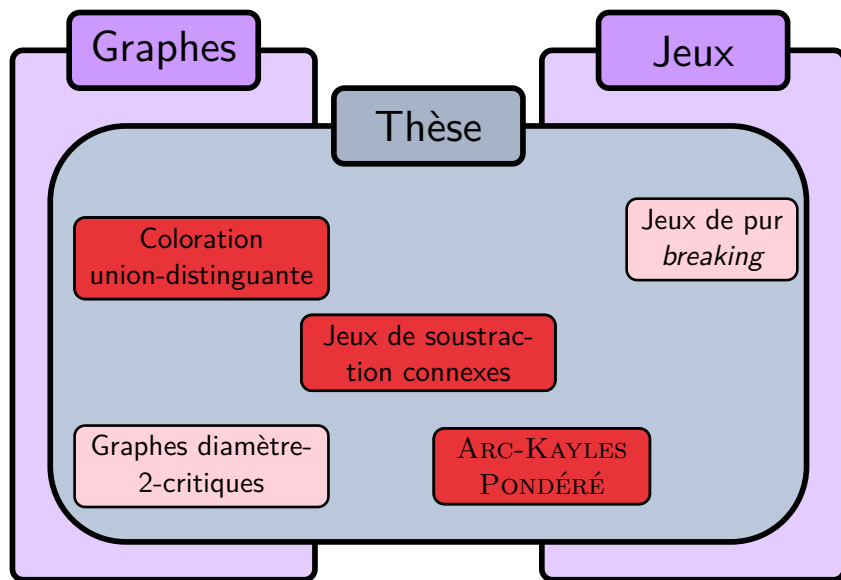 Graphes
Jeux
Thèse
Jeux de pur
breaking
Coloration
union-distinguante
Jeux de soustrac-
tion connexes
Graphes diamètre-
2-critiques
ARC-KAYLES
PONDÉRÉ